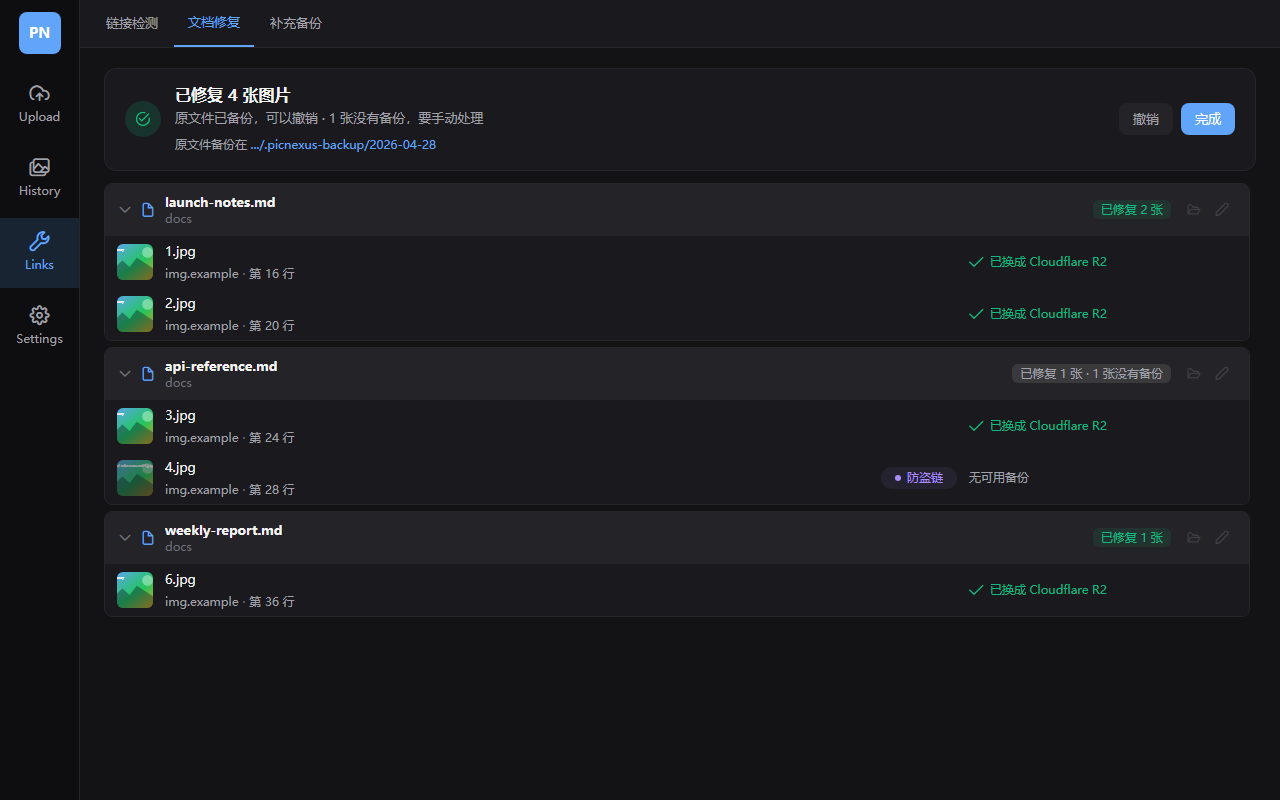 PN
Upload
History
Links
Settings
链接检测
文档修复
补充备份
已修复 4 张图片
原文件已备份，可以撤销 · 1 张没有备份，要手动处理
原文件备份在 .../.picnexus-backup/2026-04-28
撤销
完成
launch-notes.md
docs
已修复 2 张
1.jpg
img.example · 第 16 行
已换成 Cloudflare R2
2.jpg
img.example · 第 20 行
已换成 Cloudflare R2
api-reference.md
docs
已修复 1 张 · 1 张没有备份
3.jpg
img.example · 第 24 行
已换成 Cloudflare R2
4.jpg
img.example · 第 28 行
防盗链
无可用备份
weekly-report.md
docs
已修复 1 张
6.jpg
img.example · 第 36 行
已换成 Cloudflare R2